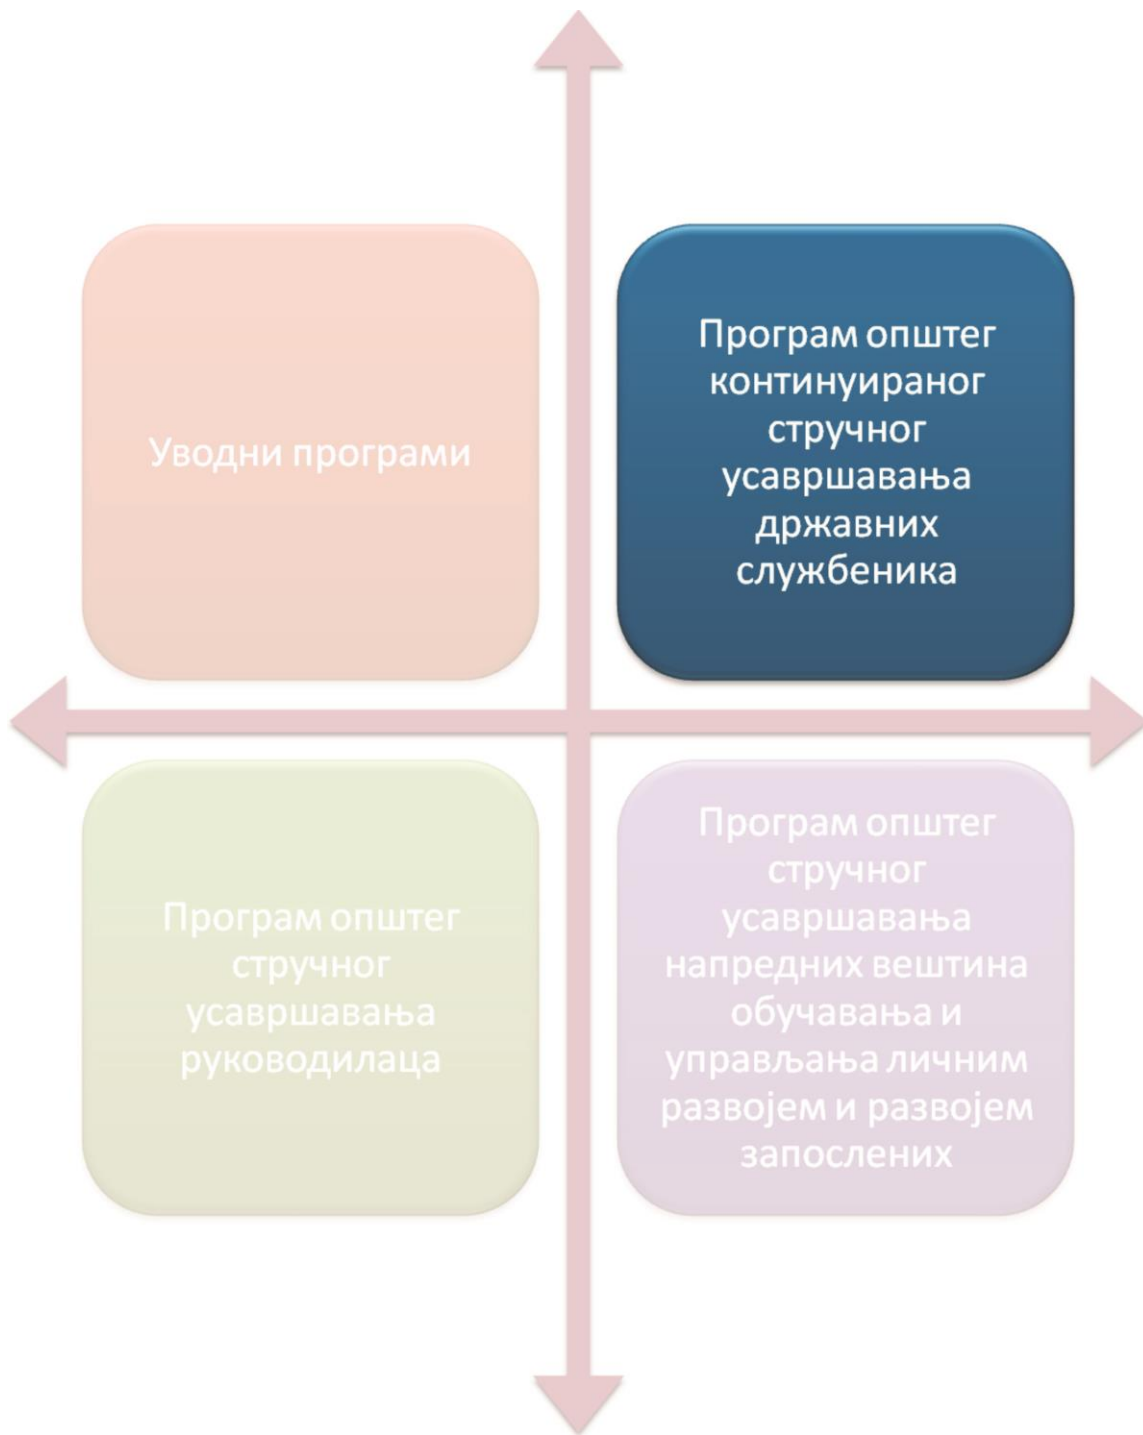 Уводни програми
Програм општег
континуираног
стручног
усавршавања
државних
службеника
Програм општег
стручног
усавршавања
руководилаца
Програм општег
стручног
усавршавања
напредних вештина
обучавања и
управљања личним
развојем и развојем
запослених